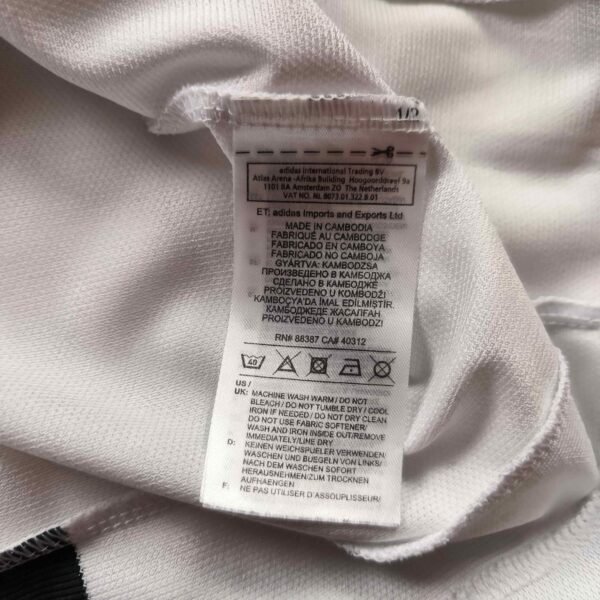 1/2
adidas International Trading BV
Atlas Arena -Afrika Building Hoogoorddreef 9a
1101 BA Amsterdam ZO The Netherlands
VAT NO. NL 8073.01.322.B.01
ET: adidas Imports and Exports Ltd
MADE IN CAMBODIA
FABRIQUÉ AU CAMBODGE
FABRICADO EN CAMBOYA
FABRICADO NO CAMBOJA
GYÁRTVA: KAMBODZSA
ПРОИЗВЕДЕНО В КАМБОДЖА
СДЕЛАНО В КАМБОДЖЕ
PROIZVEDENO U KOMBODŽI
KAMBOÇYA'DA İMAL EDİLMİŞTİR.
КАМБОДЖЕДЕ ЖАСАЛҒАН
PROIZVEDENO U KAMBODZI
RN# 88387 CA# 40312
40
US /
UK: MACHINE WASH WARM / DO NOT
BLEACH / DO NOT TUMBLE DRY / COOL
IRON IF NEEDED / DO NOT DRY CLEAN
DO NOT USE FABRIC SOFTENER/
WASH AND IRON INSIDE OUT/REMOVE
IMMEDIATELY/LINE DRY
D: KEINEN WEICHSPUELER VERWENDEN/
WASCHEN UND BUEGELN VON LINKS/
NACH DEM WASCHEN SOFORT
HERAUSNEHMEN/ZUM TROCKNEN
AUFHAENGEN
F: NE PAS UTILISER D'ASSOUPLISSEUR/